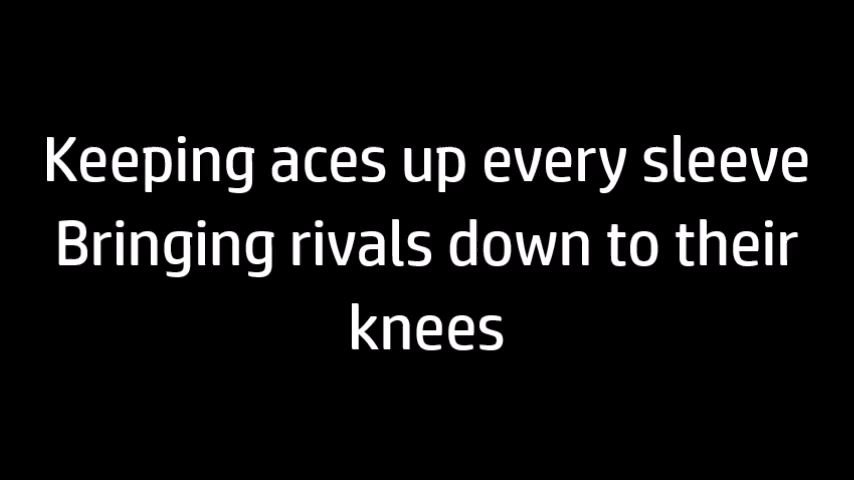 Keeping aces up every sleeve
Bringing rivals down to their
knees